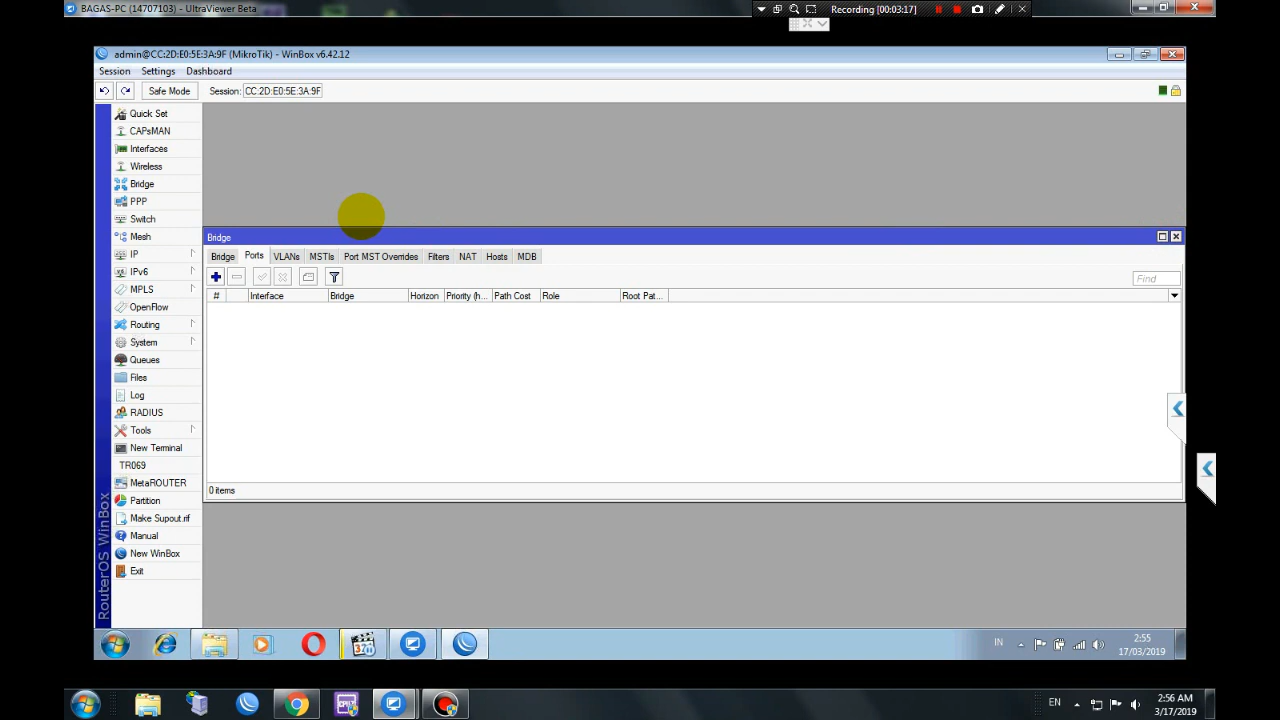 BAGAS-PC (14707103) - UltraViewer Beta
Recording [00:03:17]
admin@CC:2D:E0:5E:3A:9F (MikroTik) - WinBox v6.42.12
Session Settings Dashboard
Safe Mode Session: CC:2D:E0:5E:3A:9F
Quick Set
CAPsMAN
Interfaces
Wireless
Bridge
PPP
Switch
Mesh
IP
IPv6
MPLS
OpenFlow
Routing
System
Queues
Files
Log
RADIUS
Tools
New Terminal
TR069
MetaROUTER
Partition
Make Supout.rif
Manual
New WinBox
Exit
RouterOS WinBox
Bridge
Bridge Ports VLANs MSTIs Port MST Overrides Filters NAT Hosts MDB
Find
# Interface Bridge Horizon Priority (h... Path Cost Role Root Pat...
0 items
IN 2:55
17/03/2019
EN 2:56 AM
3/17/2019